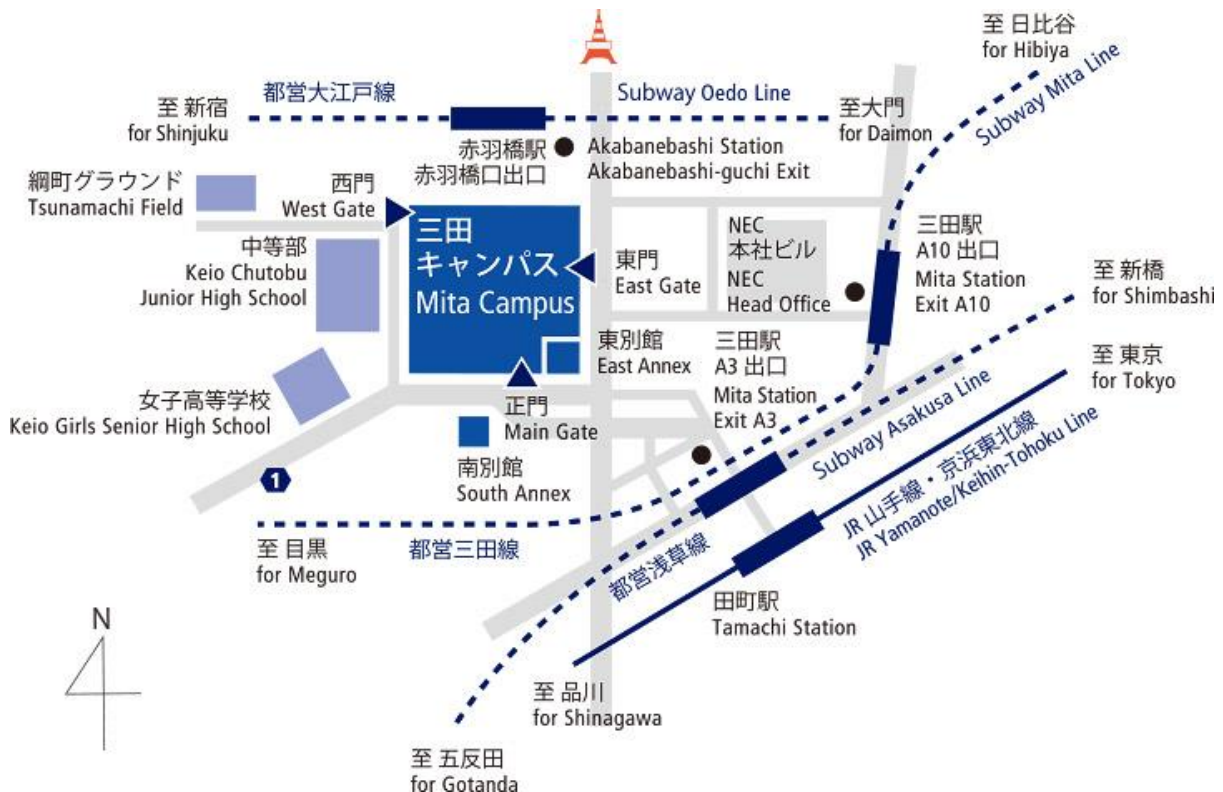 至 日比谷
for Hibiya
Subway Mita Line
都営大江戸線
Subway Oedo Line
至 新宿
for Shinjuku
至大門
for Daimon
赤羽橋駅
赤羽橋口出口
Akabanebashi Station
Akabanebashi-guchi Exit
綱町グラウンド
Tsunamachi Field
西門
West Gate
三田
キャンパス
Mita Campus
中等部
Keio Chutobu
Junior High School
東門
East Gate
NEC
本社ビル
NEC
Head Office
三田駅
A10 出口
Mita Station
Exit A10
至 新橋
for Shimbashi
東別館
East Annex
三田駅
A3 出口
Mita Station
Exit A3
至 東京
for Tokyo
女子高等学校
Keio Girls Senior High School
正門
Main Gate
南別館
South Annex
Subway Asakusa Line
JR 山手線・京浜東北線
JR Yamanote/Keihin-Tohoku Line
1
至 目黒
for Meguro
都営三田線
都営浅草線
田町駅
Tamachi Station
N
至 品川
for Shinagawa
至 五反田
for Gotanda